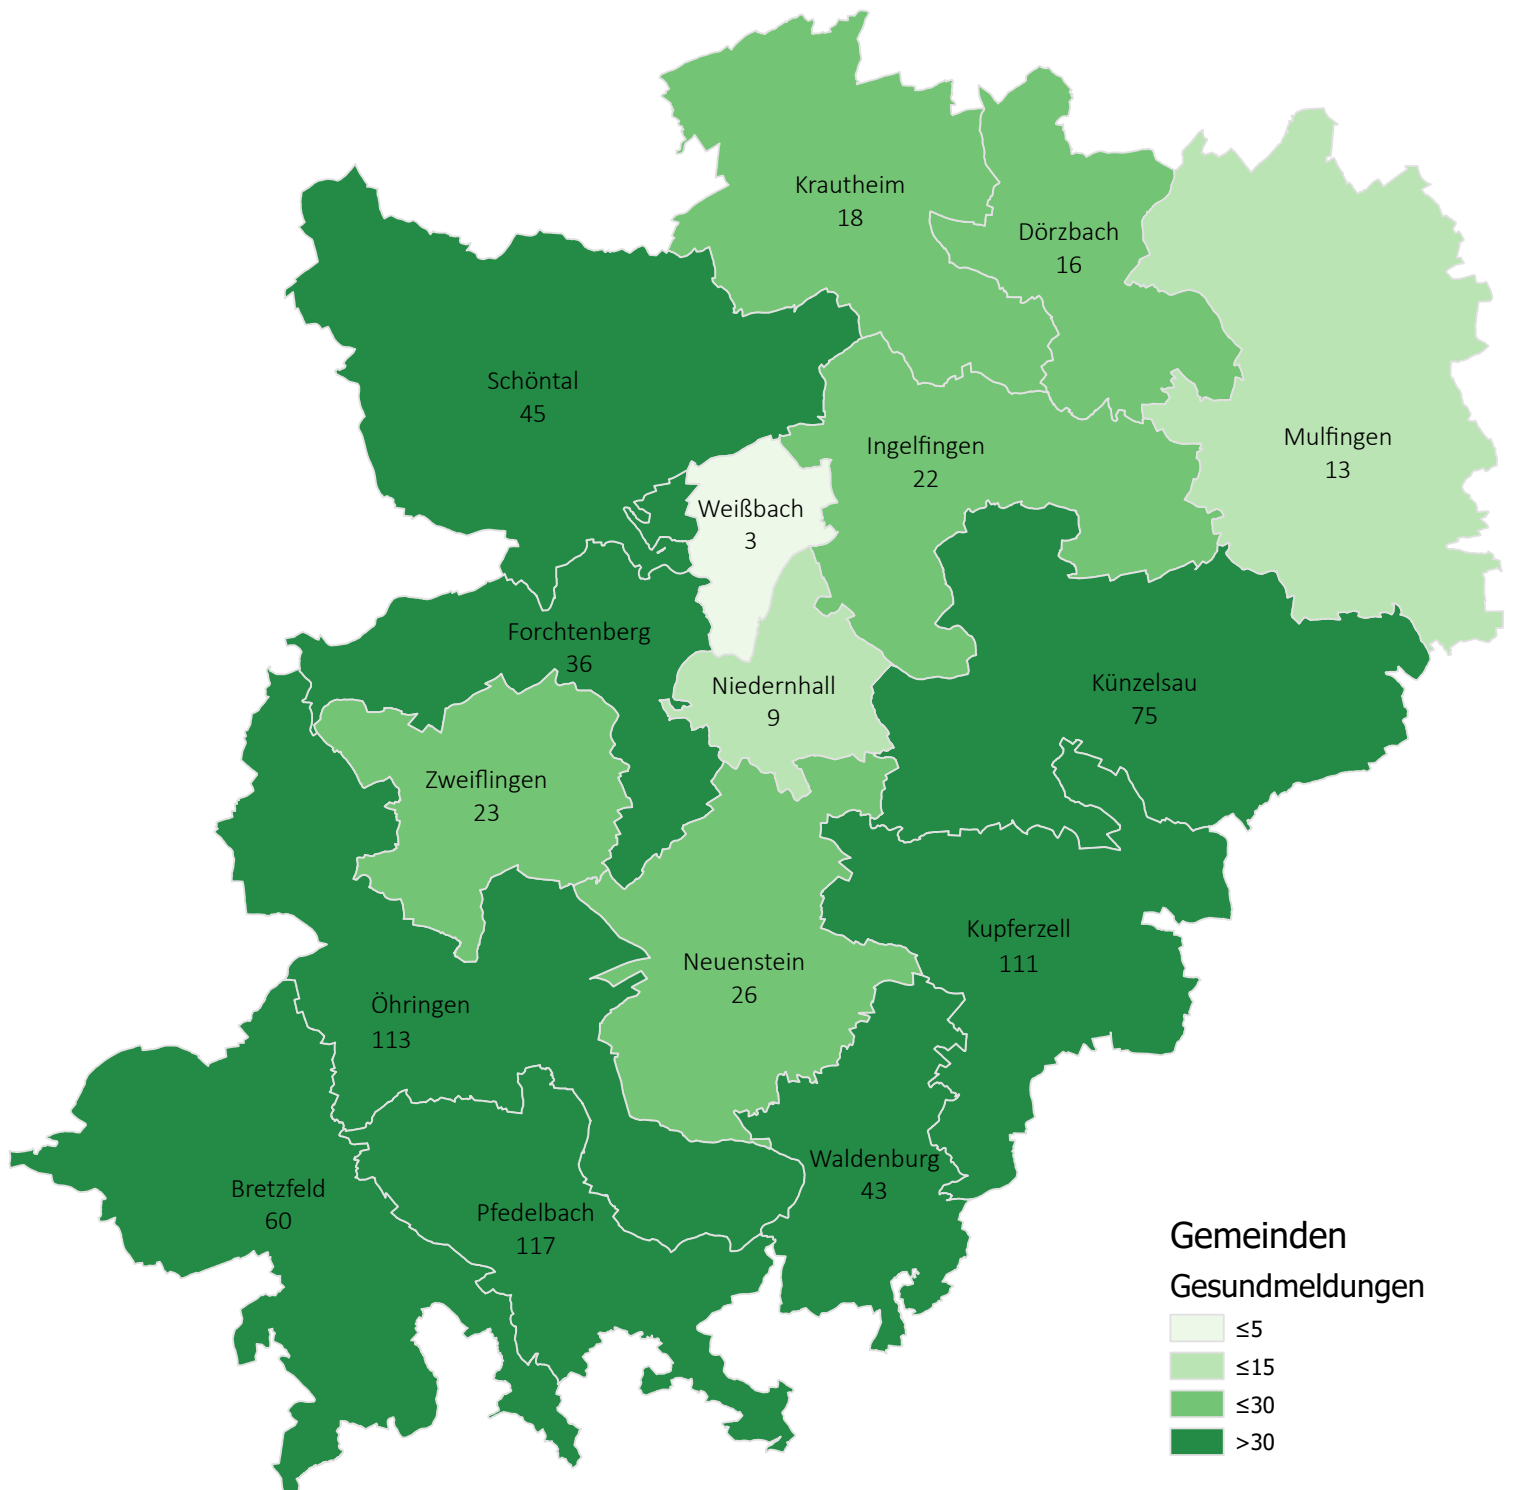 Krautheim
18
Dörzbach
16
Schöntal
45
Mulfingen
13
Ingelfingen
22
Weißbach
3
Forchtenberg
36
Niedernhall
9
Künzelsau
75
Zweiflingen
23
Kupferzell
111
Neuenstein
26
Öhringen
113
Waldenburg
43
Bretzfeld
60
Pfedelbach
117
Gemeinden
Gesundmeldungen
≤5
≤15
≤30
>30